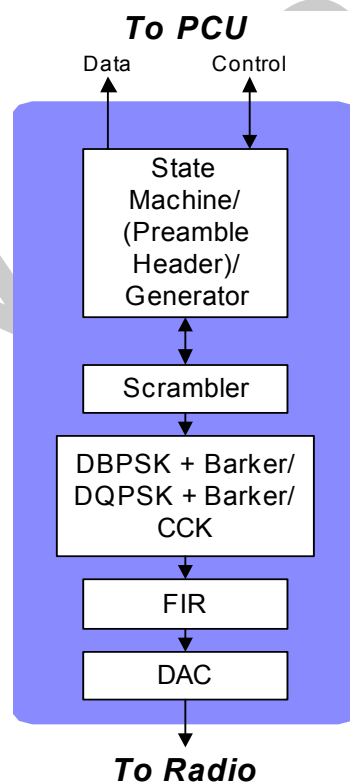 To PCU
Data Control
State
Machine/
(Preamble
Header)/
Generator
Scrambler
DBPSK + Barker/
DQPSK + Barker/
CCK
FIR
DAC
To Radio